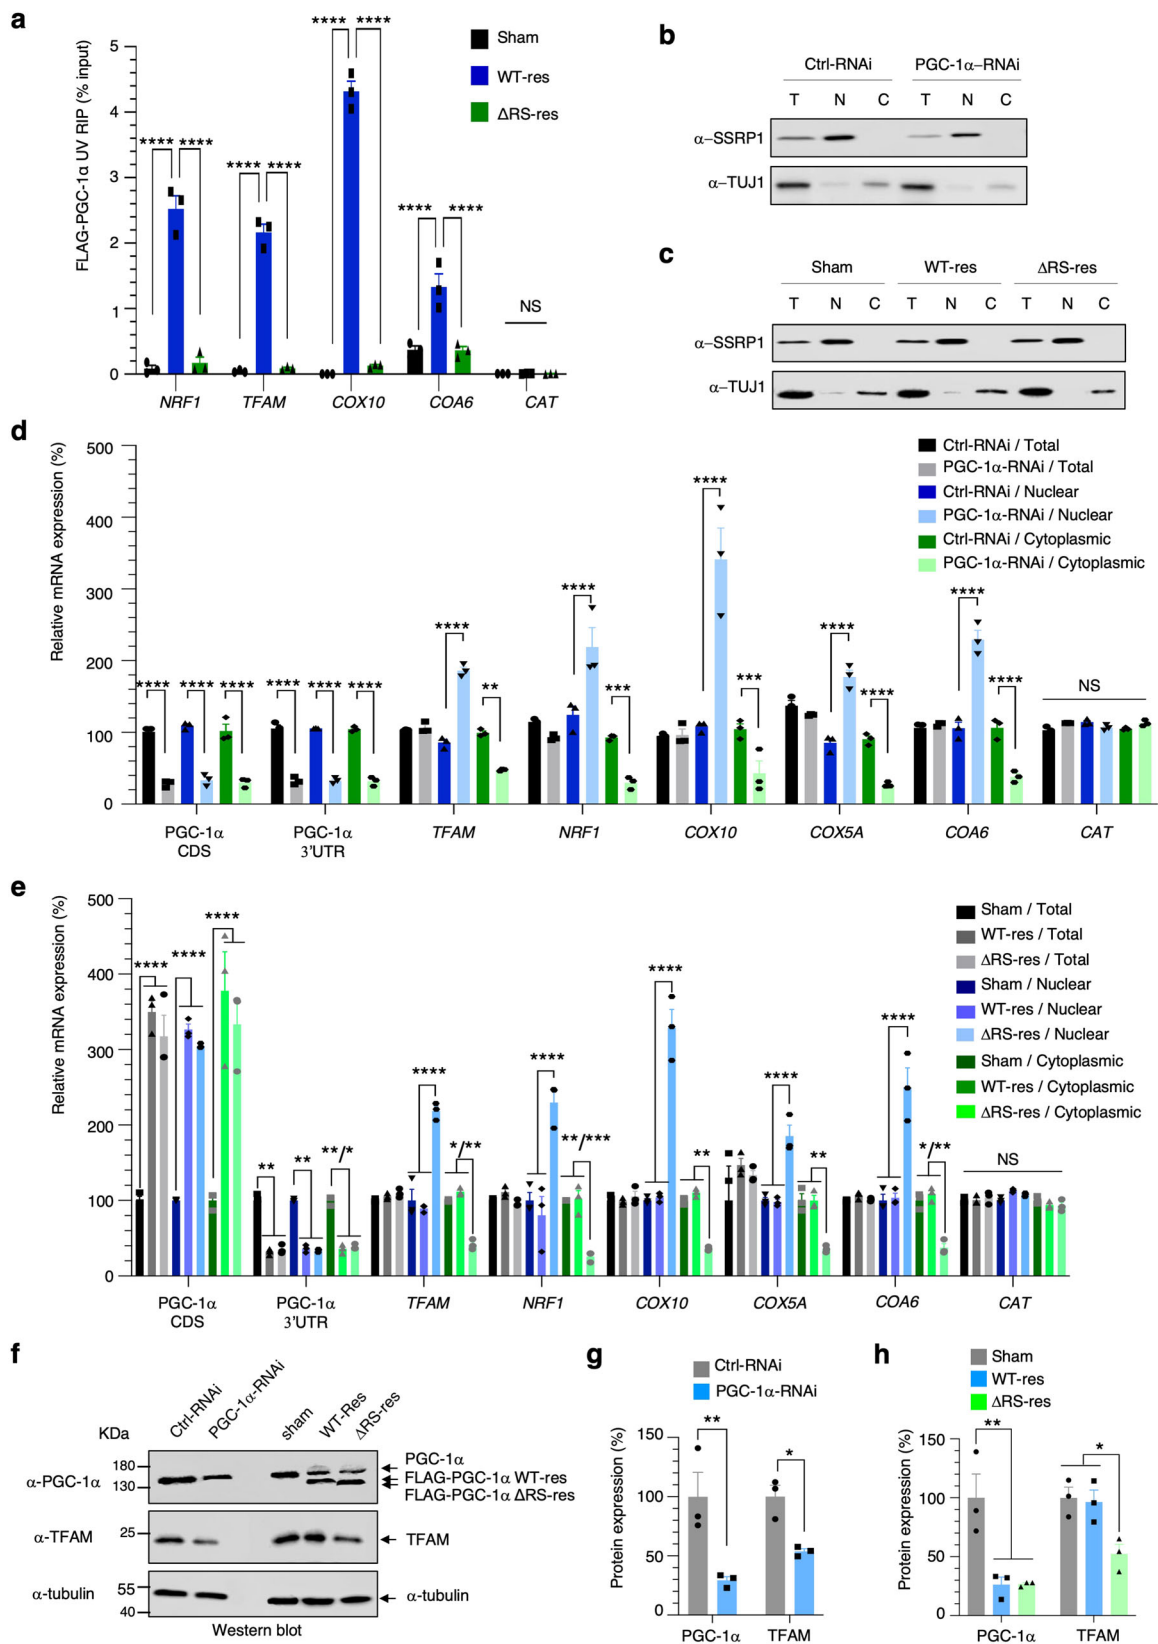 a
FLAG-PGC-1α UV RIP (% input)
5
4
3
2
1
0
**** ****
**** ****
**** ****
**** ****
NS
NRF1 TFAM COX10 COA6 CAT
Sham
WT-res
ΔRS-res
b
Ctrl-RNAi PGC-1α–RNAi
T N C T N C
α–SSRP1
α–TUJ1
c
Sham WT-res ΔRS-res
T N C T N C T N C
α–SSRP1
α–TUJ1
d
Relative mRNA expression (%)
500
400
300
200
100
0
**** **** ****
**** **** ****
**** **
**** ***
**** ***
**** ****
**** ****
NS
PGC-1α CDS
PGC-1α 3'UTR
TFAM NRF1 COX10 COX5A COA6 CAT
Ctrl-RNAi / Total
PGC-1α-RNAi / Total
Ctrl-RNAi / Nuclear
PGC-1α-RNAi / Nuclear
Ctrl-RNAi / Cytoplasmic
PGC-1α-RNAi / Cytoplasmic
e
Relative mRNA expression (%)
500
400
300
200
100
0
**** **** ****
** ** **/*
**** */**
**** **/***
**** **
**** **
**** */**
NS
PGC-1α CDS
PGC-1α 3'UTR
TFAM NRF1 COX10 COX5A COA6 CAT
Sham / Total
WT-res / Total
ΔRS-res / Total
Sham / Nuclear
WT-res / Nuclear
ΔRS-res / Nuclear
Sham / Cytoplasmic
WT-res / Cytoplasmic
ΔRS-res / Cytoplasmic
f
Ctrl-RNAi PGC-1α-RNAi sham WT-Res ΔRS-res
KDa
α-PGC-1α
180
130
PGC-1α
FLAG-PGC-1α WT-res
FLAG-PGC-1α ΔRS-res
α-TFAM
25
TFAM
α-tubulin
55
40
α-tubulin
Western blot
g
Ctrl-RNAi
PGC-1α-RNAi
Protein expression (%)
150
100
50
0
** *
PGC-1α TFAM
h
Sham
WT-res
ΔRS-res
Protein expression (%)
150
100
50
0
** *
PGC-1α TFAM